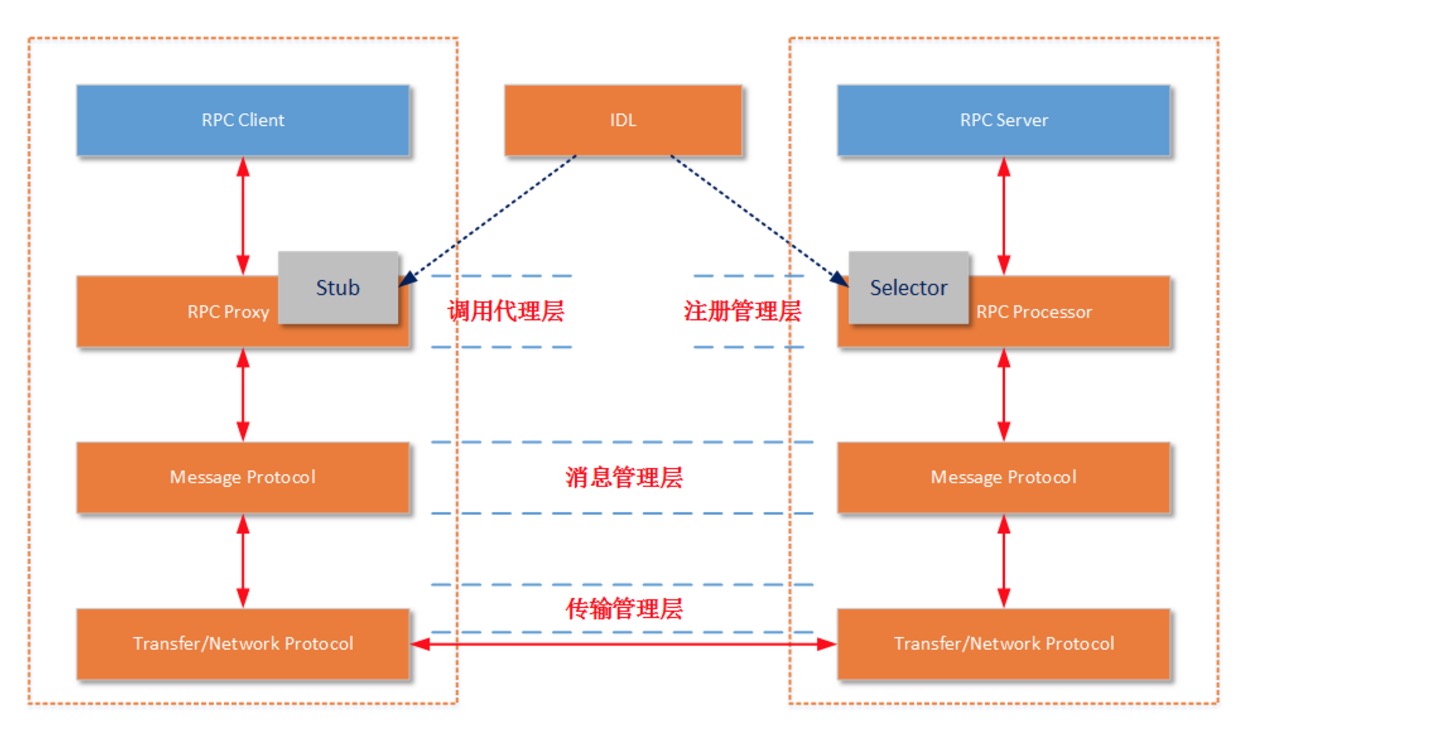 RPC Client
IDL
RPC Server
Stub
RPC Proxy
调用代理层
注册管理层
Selector
RPC Processor
Message Protocol
消息管理层
Message Protocol
传输管理层
Transfer/Network Protocol
Transfer/Network Protocol